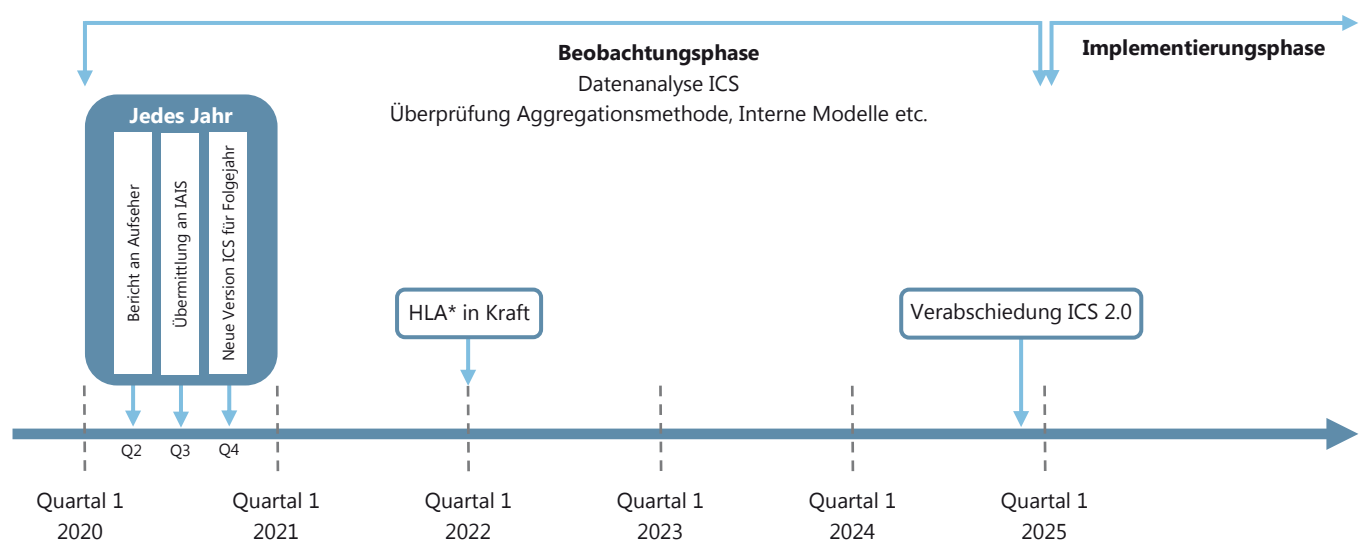 Beobachtungsphase
Datenanalyse ICS
Überprüfung Aggregationsmethode, Interne Modelle etc.
Implementierungsphase
Jedes Jahr
Bericht an Aufseher
Übermittlung an IAIS
Neue Version ICS für Folgejahr
HLA* in Kraft
Verabschiedung ICS 2.0
Q2
Q3
Q4
Quartal 1
2020
Quartal 1
2021
Quartal 1
2022
Quartal 1
2023
Quartal 1
2024
Quartal 1
2025